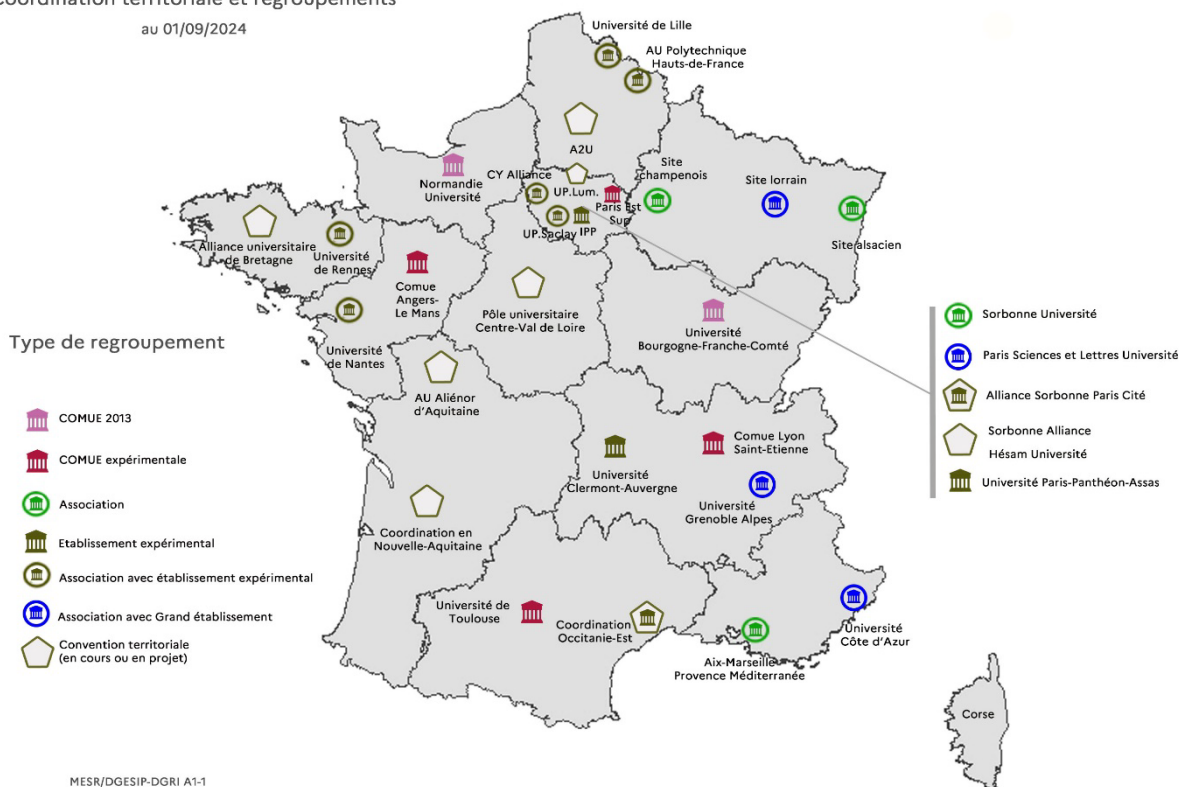 coordination territoriale et regroupements
au 01/09/2024
Université de Lille
AU Polytechnique
Hauts-de-France
A2U
Normandie
Université
CY Alliance
UP.Lum.
Paris Est
Sup
UP.Saclay
IPP
Site
champenois
Site lorrain
Site alsacien
Alliance universitaire
de Bretagne
Université
de Rennes
Comue
Angers-
Le Mans
Pôle universitaire
Centre-Val de Loire
Université
Bourgogne-Franche-Comté
Université
de Nantes
AU Aliénor
d'Aquitaine
Université
Clermont-Auvergne
Comue Lyon
Saint-Etienne
Université
Grenoble Alpes
Coordination en
Nouvelle-Aquitaine
Université de
Toulouse
Coordination
Occitanie-Est
Aix-Marseille
Provence Méditerranée
Université
Côte d'Azur
Corse
Sorbonne Université
Paris Sciences et Lettres Université
Alliance Sorbonne Paris Cité
Sorbonne Alliance
Hésam Université
Université Paris-Panthéon-Assas
Type de regroupement
COMUE 2013
COMUE expérimentale
Association
Etablissement expérimental
Association avec établissement expérimental
Association avec Grand établissement
Convention territoriale
(en cours ou en projet)
MESR/DGESIP-DGRI A1-1